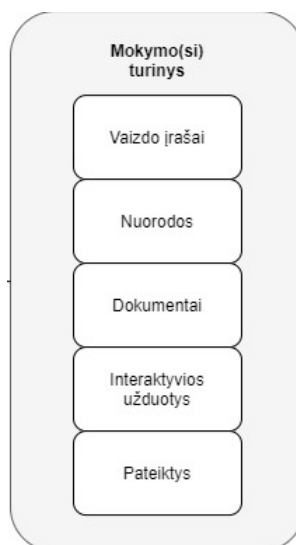 Mokymo(si)
turinys
Vaizdo įrašai
Nuorodos
Dokumentai
Interaktyvios
užduotys
Pateiktys